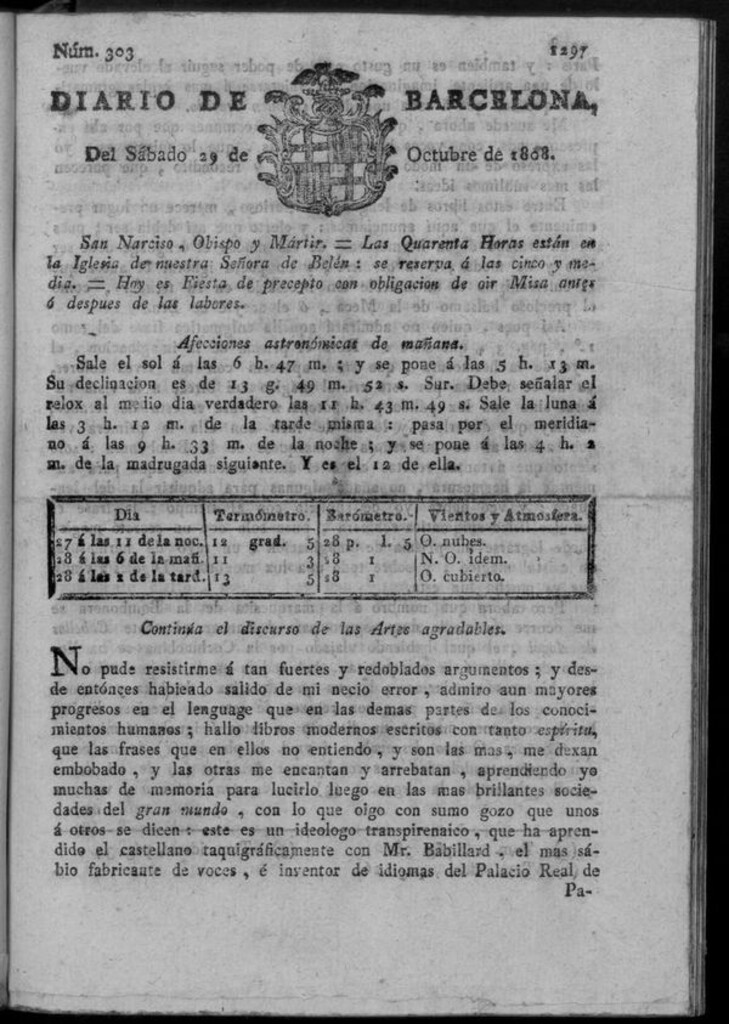 Núm. 303 1297
DIARIO DE BARCELONA,
Del Sábado 29 de Octubre de 1808.
San Narciso, Obispo y Mártir. = Las Quarenta Horas están en
la Iglesia de nuestra Señora de Belén : se reserva á las cinco y me-
dia. = Hoy es Fiesta de precepto con obligacion de oir Misa antes
ó despues de las labores.
Afecciones astronómicas de mañana.
Sale el sol á las 6 h. 47 m. ; y se pone á las 5 h. 13 m.
Su declinacion es de 13 g. 49 m. 52 s. Sur. Debe señalar el
relox al medio dia verdadero las 11 h. 43 m. 49 s. Sale la luna á
las 3 h. 12 m. de la tarde misma : pasa por el meridia-
no á las 9 h. 33 m. de la noche ; y se pone á las 4 h. 2
m. de la madrugada siguiente. Y es el 12 de ella.
Dia Termómetro. Barómetro. Vientos y Atmosfera.
27 á las 11 de la noc. 12 grad. 5 28 p. l. 5 O. nubes.
28 á las 6 de la mañ. 11 3 28 1 N. O. idem.
28 á las 2 de la tard. 13 5 28 1 O. cubierto.
Continúa el discurso de las Artes agradables.
No pude resistirme á tan fuertes y redoblados argumentos ; y des-
de entónces habieado salido de mi necio error , admiro aun mayores
progresos en el lenguage que en las demas partes de los conoci-
mientos humanos ; hallo libros modernos escritos con tanto espíritu,
que las frases que en ellos no entiendo , y son las mas, me dexan
embobado , y las otras me encantan y arrebatan , aprendiendo yo
muchas de memoria para lucirlo luego en las mas brillantes socie-
dades del gran mundo , con lo que oigo con sumo gozo que unos
á otros se dicen : este es un ideologo transpirenaico , que ha apren-
dido el castellano taquigráficamente con Mr. Babillard , el mas sá-
bio fabricante de voces , é inventor de idiomas del Palacio Real de
Pa-